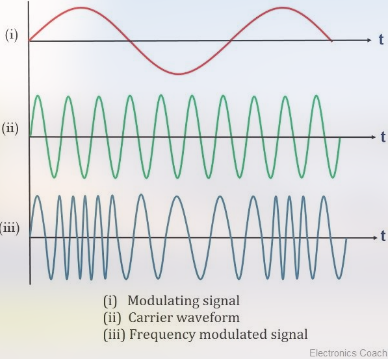 (i)
t
(ii)
t
(iii)
t
(i) Modulating signal
(ii) Carrier waveform
(iii) Frequency modulated signal
Electronics Coach